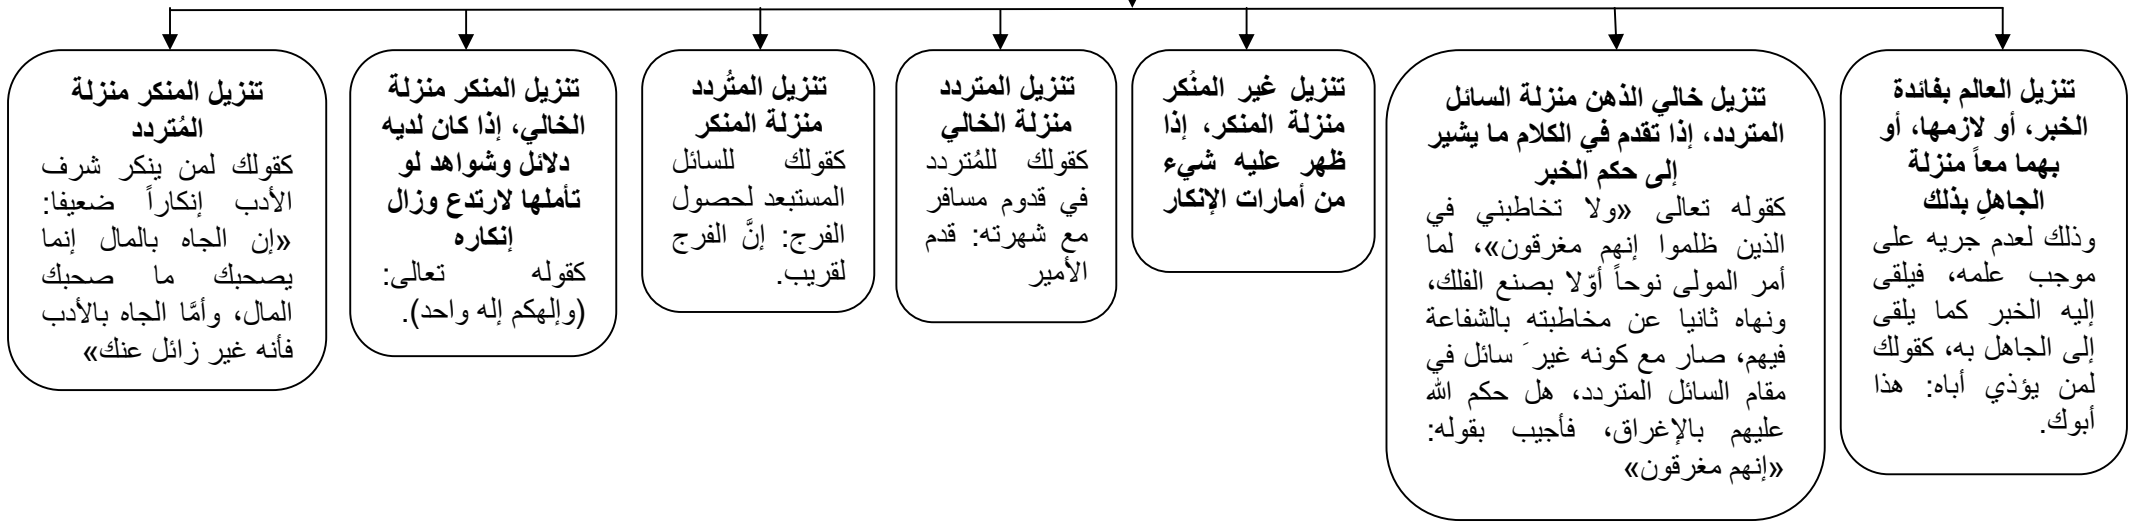 تنزيل العالم بفائدة
الخبر، أو لازمها، أو
بهما معاً منزلة
الجاهلِ بذلك
وذلك لعدم جريه على
موجب علمه، فيلقى
إليه الخبر كما يلقى
إلى الجاهل به، كقولك
لمن يؤذي أباه: هذا
أبوك.
تنزيل خالي الذهن منزلة السائل
المتردد، إذا تقدم في الكلام ما يشير
إلى حكم الخبر
كقوله تعالى «ولا تخاطبني في
الذين ظلموا إنهم مغرقون»، لما
أمر المولى نوحاً أوّلا بصنع الفلك،
ونهاه ثانيا عن مخاطبته بالشفاعة
فيهم، صار مع كونه غير َ سائل في
مقام السائل المتردد، هل حكم الله
عليهم بالإغراق، فأجيب بقوله:
«إنهم مغرقون»
تنزيل غير المنُكر
منزلة المنكر، إذا
ظهر عليه شيء
من أمارات الإنكار
تنزيل المتردد
منزلة الخالي
كقولك للمُتردد
في قدوم مسافر
مع شهرته: قدم
الأمير
تنزيل المتُردد
منزلة المنكر
كقولك للسائل
المستبعد لحصول
الفرج: إنَّ الفرج
لقريب.
تنزيل المنكر منزلة
الخالي، إذا كان لديه
دلائل وشواهد لو
تأملها لارتدع وزال
إنكاره
كقوله تعالى:
(وإلهكم إله واحد).
تنزيل المنكر منزلة
المُتردد
كقولك لمن ينكر شرف
الأدب إنكاراً ضعيفا:
«إن الجاه بالمال إنما
يصحبك ما صحبك
المال، وأمَّا الجاه بالأدب
فأنه غير زائل عنك»